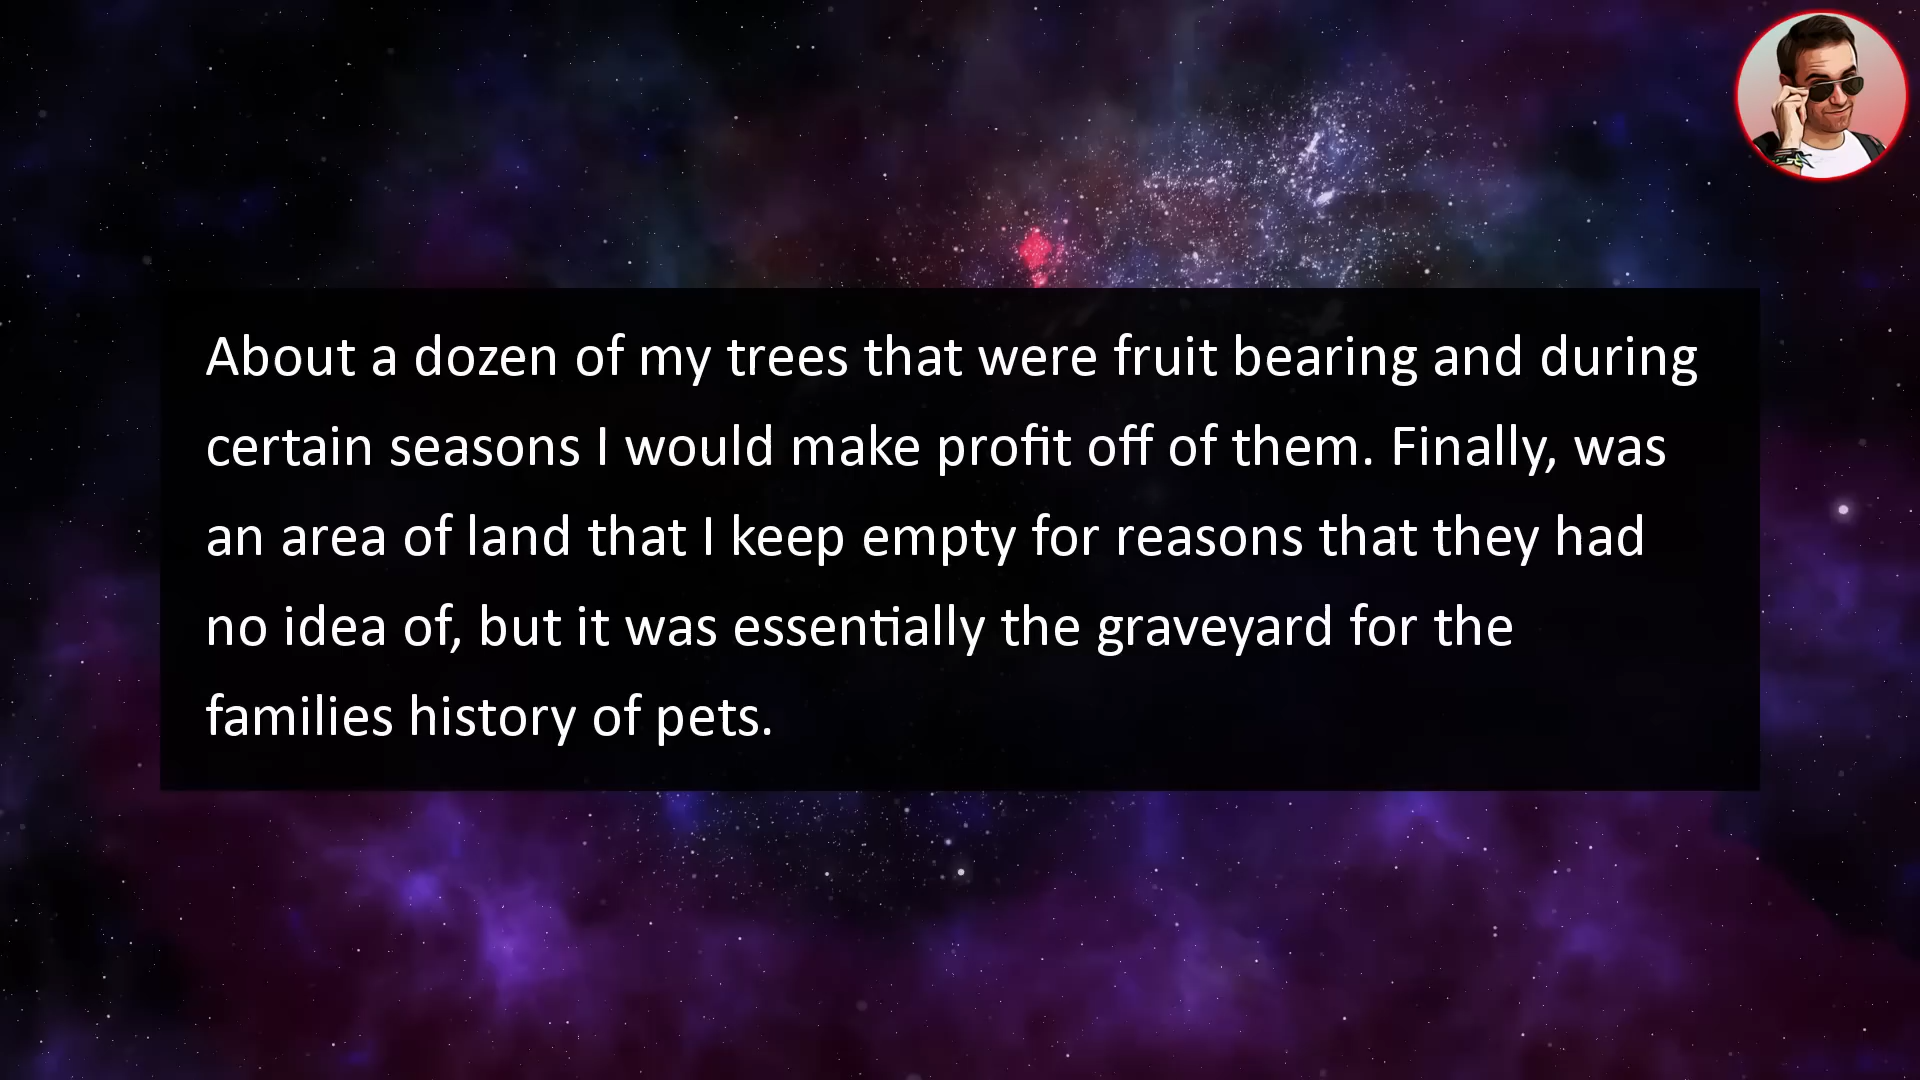 About a dozen of my trees that were fruit bearing and during
certain seasons I would make profit off of them. Finally, was
an area of land that I keep empty for reasons that they had
no idea of, but it was essentially the graveyard for the
families history of pets.